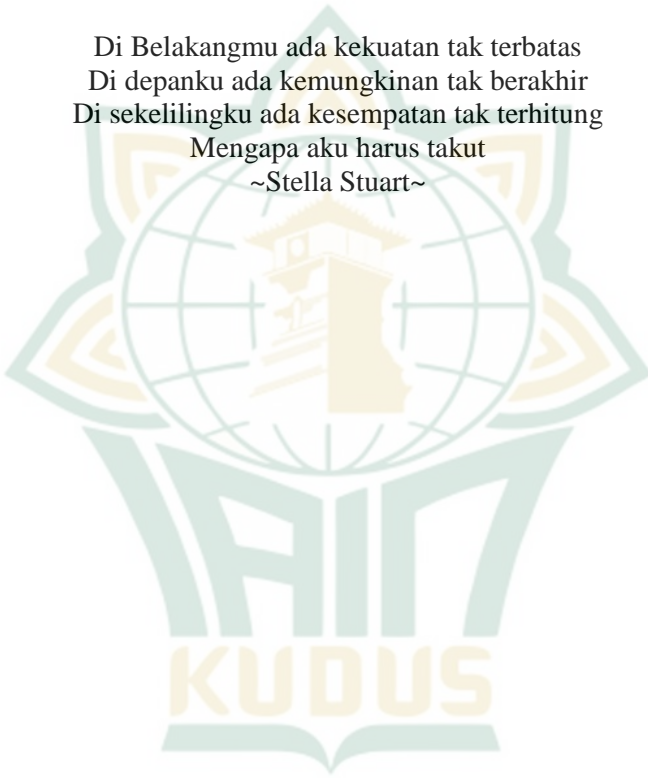 Di Belakangmu ada kekuatan tak terbatas
Di depanku ada kemungkinan tak berakhir
Di sekelilingku ada kesempatan tak terhitung
Mengapa aku harus takut
~Stella Stuart~
IAIN
KUDUS